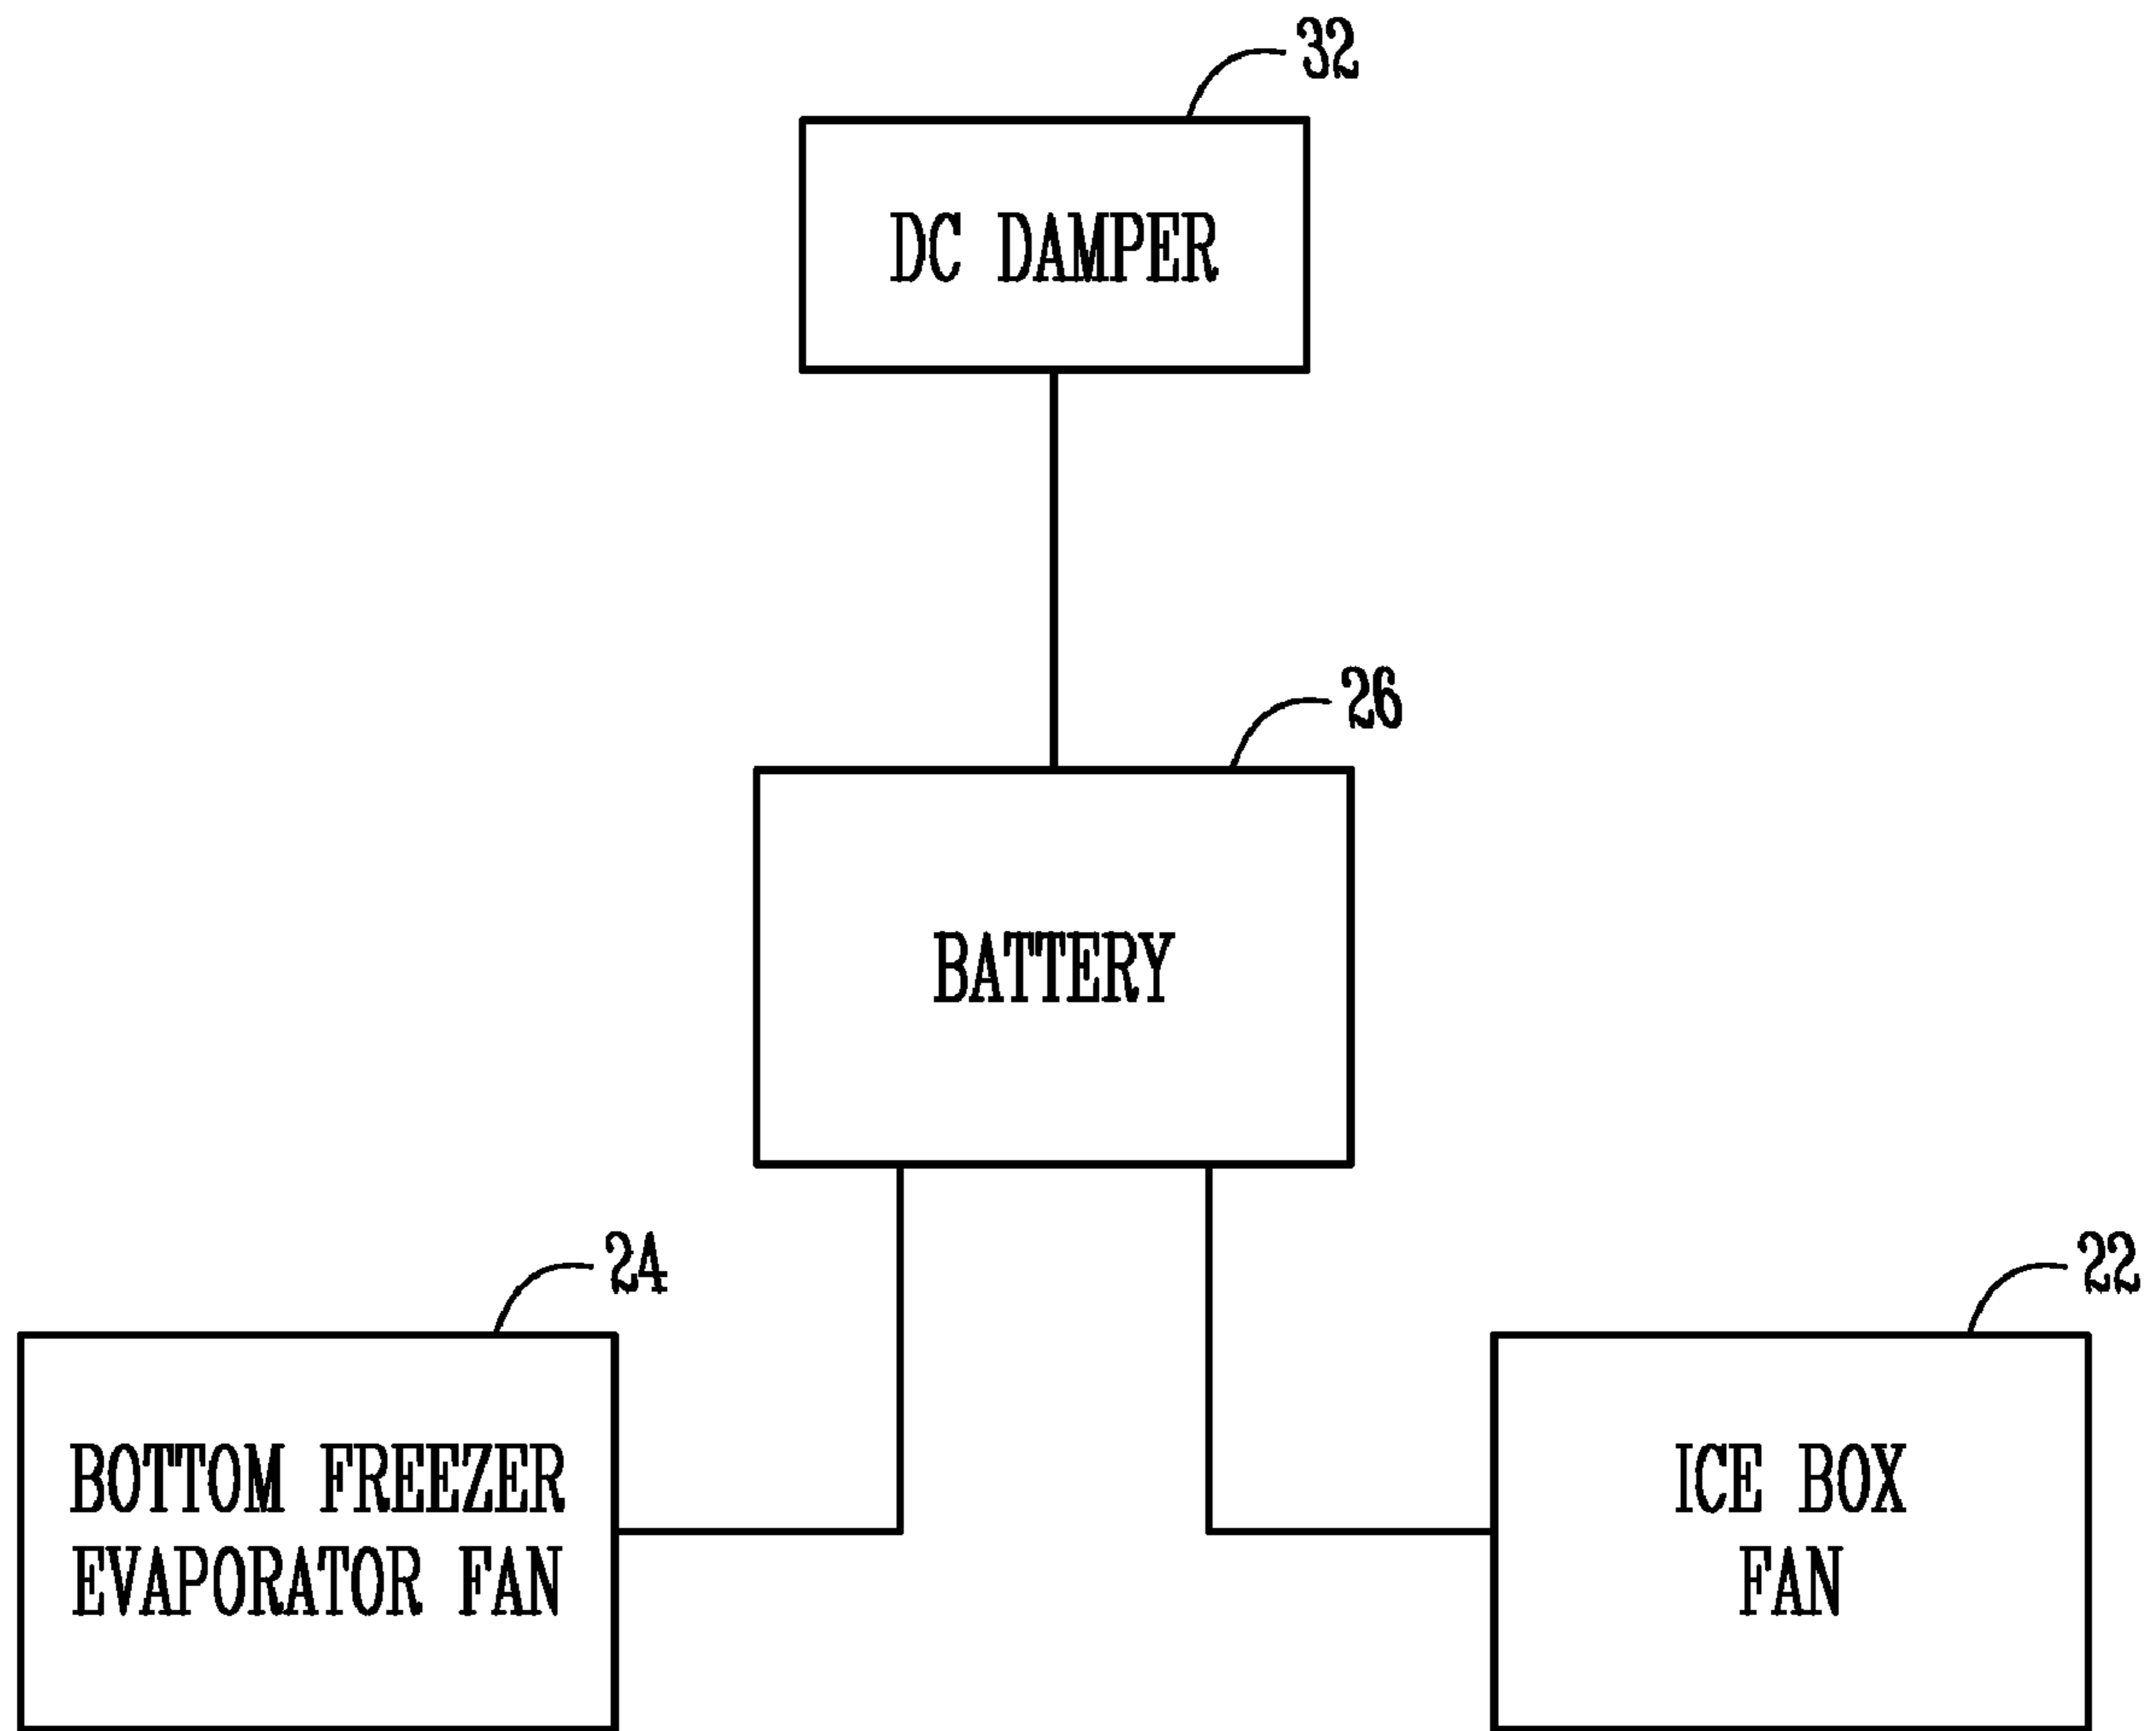 32
DC DAMPER
26
BATTERY
24
BOTTOM FREEZER
EVAPORATOR FAN
22
ICE BOX
FAN